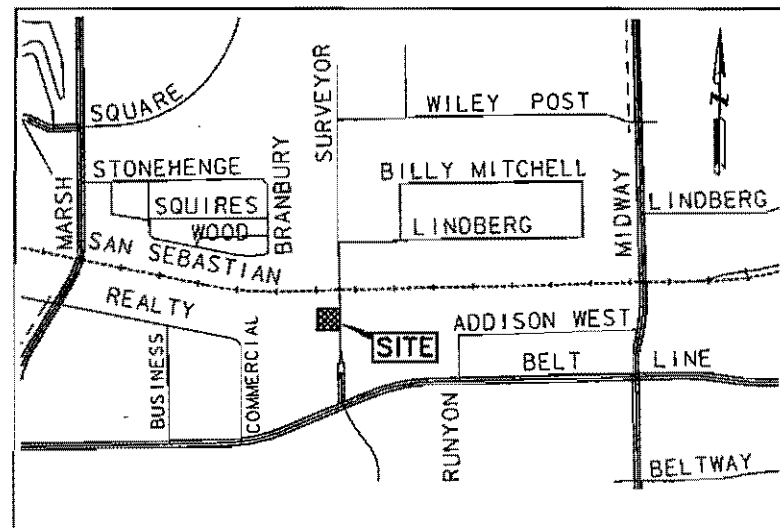 SQUARE
SURVEYOR
WILEY POST
N
STONEHENGE
BRANBURY
BILLY MITCHELL
MARSH
SQUIRES
WOOD
LINDBERG
MIDWAY
LINDBERG
SAN SEBASTIAN
REALTY
SITE
ADDISON WEST
BUSINESS
COMMERCIAL
BELT LINE
RUNYON
BELTWAY